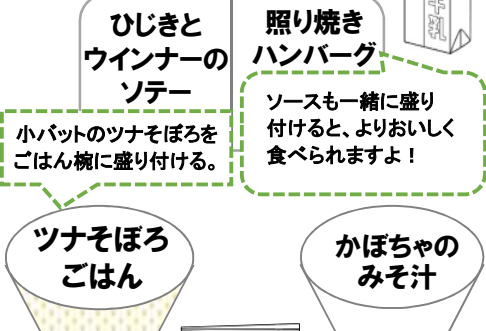 ひじきと
ウインナーの
ソテー
照り焼き
ハンバーグ
牛乳
小バットのツナそぼろを
ごはん椀に盛り付ける。
ソースも一緒に盛り
付けると、よりおいしく
食べられますよ！
ツナそぼろ
ごはん
かぼちゃの
みそ汁